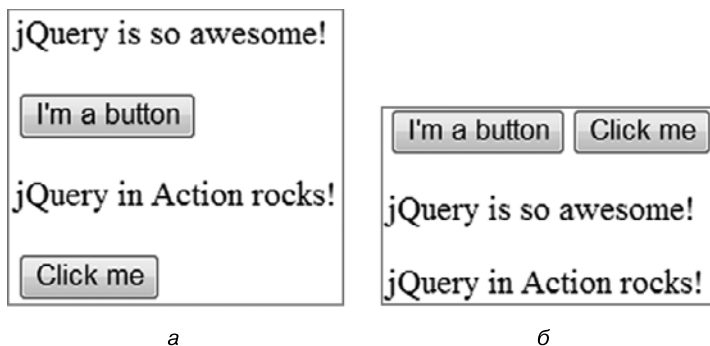 jQuery is so awesome!
I'm a button
jQuery in Action rocks!
Click me
а
I'm a button Click me
jQuery is so awesome!
jQuery in Action rocks!
б